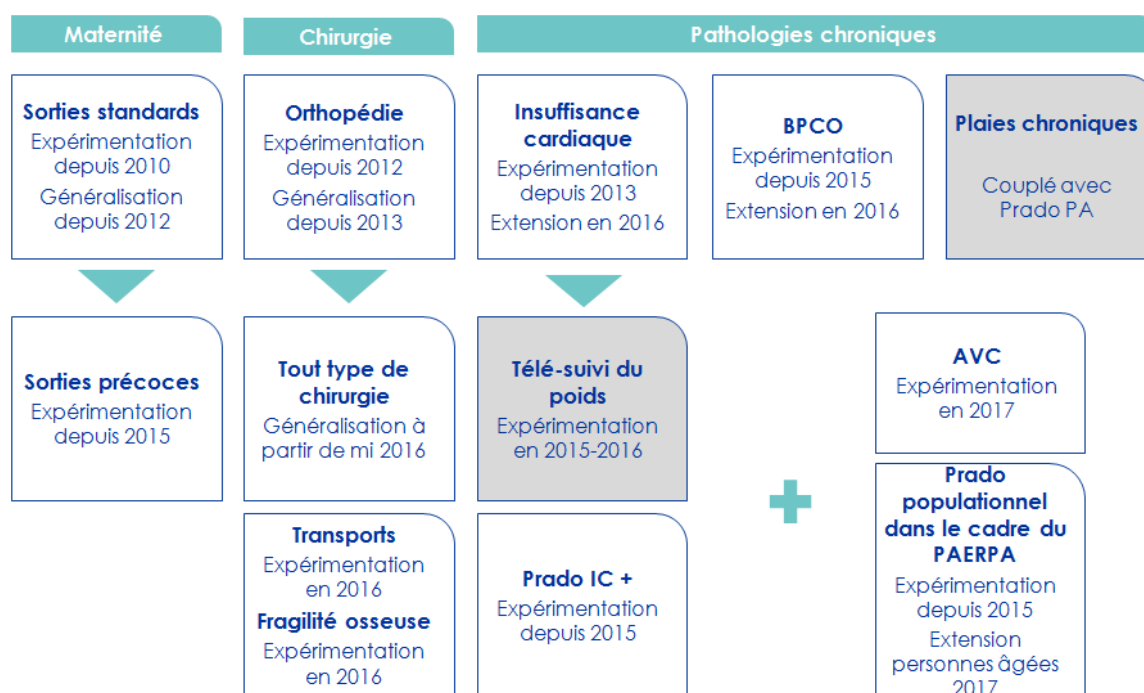 Maternité
Chirurgie
Pathologies chroniques
Sorties standards
Expérimentation
depuis 2010
Généralisation
depuis 2012
Orthopédie
Expérimentation
depuis 2012
Généralisation
depuis 2013
Insuffisance
cardiaque
Expérimentation
depuis 2013
Extension en 2016
BPCO
Expérimentation
depuis 2015
Extension en 2016
Plaies chroniques
Couplé avec
Prado PA
Sorties précoces
Expérimentation
depuis 2015
Tout type de
chirurgie
Généralisation à
partir de mi 2016
Télé-suivi du
poids
Expérimentation
en 2015-2016
AVC
Expérimentation
en 2017
Transports
Expérimentation
en 2016
Fragilité osseuse
Expérimentation
en 2016
Prado IC +
Expérimentation
depuis 2015
Prado
populationnel
dans le cadre du
PAERPA
Expérimentation
depuis 2015
Extension
personnes âgées
2017